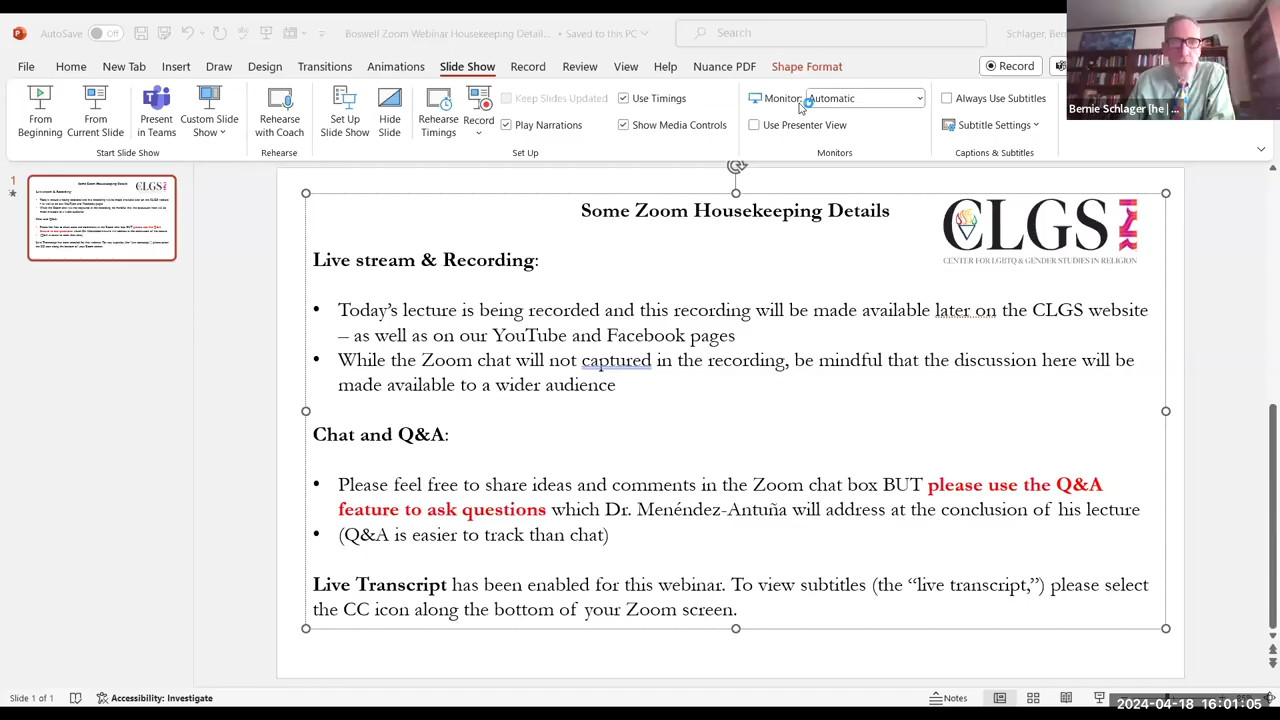 AutoSave Off Boswell Zoom Webinar Housekeeping Detail... • Saved to this PC Search Schlager, Ber
File Home New Tab Insert Draw Design Transitions Animations Slide Show Record Review View Help Nuance PDF Shape Format Record
From Beginning
From Current Slide
Present in Teams
Custom Slide Show
Start Slide Show
Rehearse with Coach
Rehearse
Set Up Slide Show
Hide Slide
Rehearse Timings
Record
Keep Slides Updated
Play Narrations
Use Timings
Show Media Controls
Set Up
Monitor: Automatic
Use Presenter View
Monitors
Always Use Subtitles
Subtitle Settings
Captions & Subtitles
Bernie Schlager [he |
1
Some Zoom Housekeeping Details
CLGS
CENTER FOR LGBTQ & GENDER STUDIES IN RELIGION
Live stream & Recording:
• Today's lecture is being recorded and this recording will be made available later on the CLGS website
– as well as on our YouTube and Facebook pages
• While the Zoom chat will not captured in the recording, be mindful that the discussion here will be
made available to a wider audience
Chat and Q&A:
• Please feel free to share ideas and comments in the Zoom chat box BUT please use the Q&A
feature to ask questions which Dr. Menéndez-Antuña will address at the conclusion of his lecture
• (Q&A is easier to track than chat)
Live Transcript has been enabled for this webinar. To view subtitles (the “live transcript,”) please select
the CC icon along the bottom of your Zoom screen.
Slide 1 of 1 Accessibility: Investigate Notes
2024-04-18 16:01:05